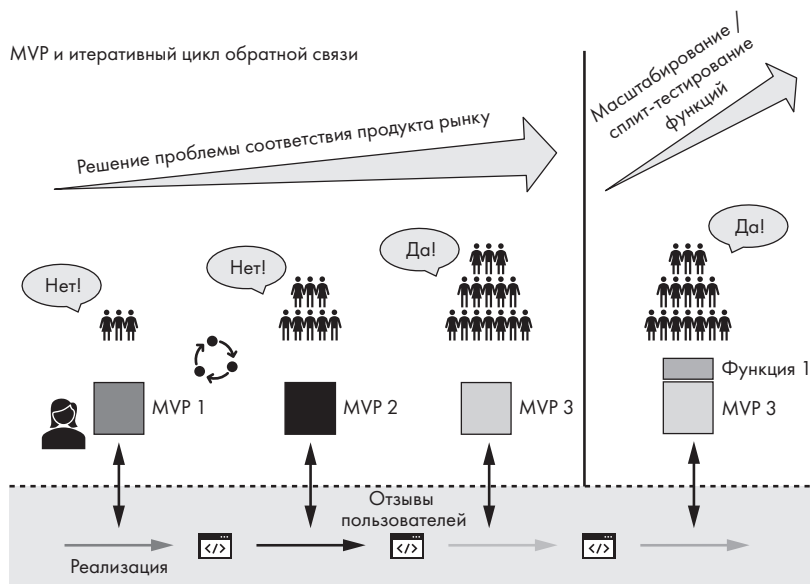 MVP и итеративный цикл обратной связи
Решение проблемы соответствия продукта рынку
Масштабирование /
сплит-тестирование
функций
Нет!
Нет!
Да!
Да!
MVP 1
MVP 2
MVP 3
Функция 1
MVP 3
Отзывы
пользователей
Реализация
</>
</>
</>